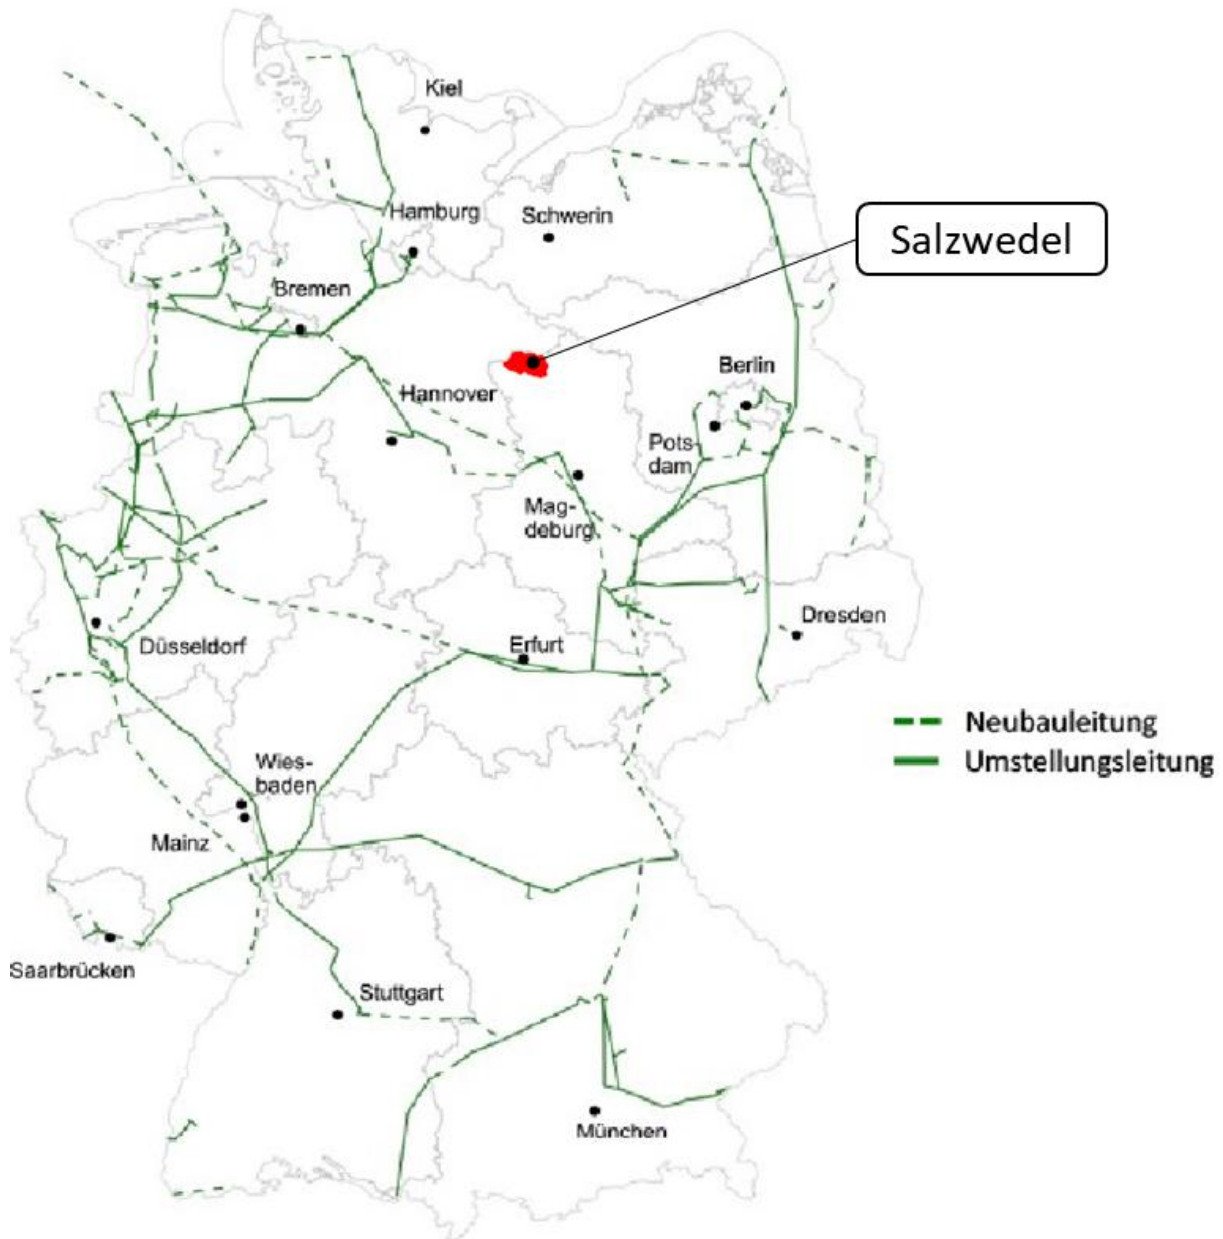 Kiel
Hamburg
Schwerin
Salzwedel
Bremen
Berlin
Hannover
Pots-
dam
Mag-
deburg
Dresden
Düsseldorf
Erfurt
Neubauleitung
Umstellungsleitung
Wies-
baden
Mainz
Saarbrücken
Stuttgart
München